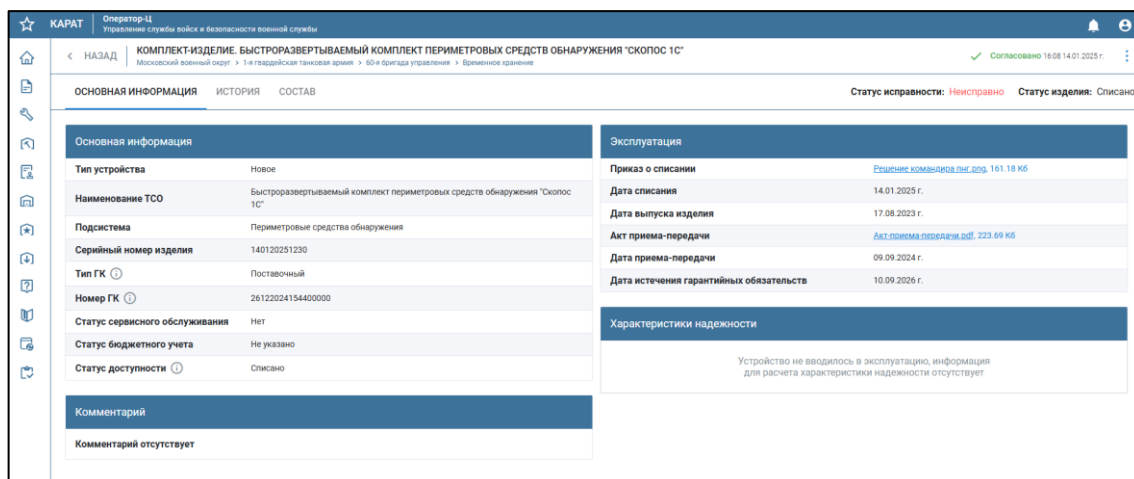 КАРАТ
Оператор-Ц
Управление службы войск и безопасности военной службы
НАЗАД
КОМПЛЕКТ-ИЗДЕЛИЕ. БЫСТРОРАЗВЕРТЫВАЕМЫЙ КОМПЛЕКТ ПЕРИМЕТРОВЫХ СРЕДСТВ ОБНАРУЖЕНИЯ "СКОПОС 1С"
Московский военный округ > 1-я гвардейская танковая армия > 60-я бригада управления > Временное хранение
Согласовано 16:08 14.01.2025 г.
ОСНОВНАЯ ИНФОРМАЦИЯ ИСТОРИЯ СОСТАВ
Статус исправности: Неисправно Статус изделия: Списано
Основная информация
Тип устройства Новое
Наименование ТСО Быстроразвертываемый комплект периметровых средств обнаружения "Скопос
1С"
Подсистема Периметровые средства обнаружения
Серийный номер изделия 140120251230
Тип ГК Поставочный
Номер ГК 26122024154400000
Статус сервисного обслуживания Нет
Статус бюджетного учета Не указано
Статус доступности Списано
Комментарий
Комментарий отсутствует
Эксплуатация
Приказ о списании Решение командира пнг.png, 161.18 Кб
Дата списания 14.01.2025 г.
Дата выпуска изделия 17.08.2023 г.
Акт приема-передачи Акт-приема-передачи.pdf, 223.69 Кб
Дата приема-передачи 09.09.2024 г.
Дата истечения гарантийных обязательств 10.09.2026 г.
Характеристики надежности
Устройство не вводилось в эксплуатацию, информация
для расчета характеристики надежности отсутствует